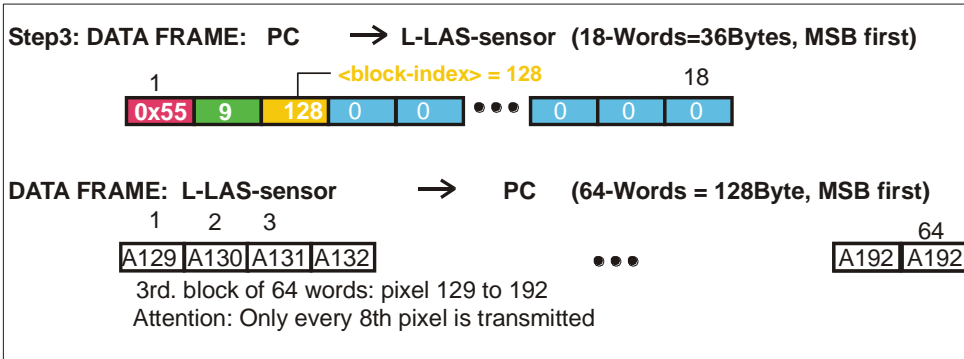 Step3: DATA FRAME: PC → L-LAS-sensor (18-Words=36Bytes, MSB first)
<block-index> = 128
1 18
0x55 9 128 0 0 ••• 0 0 0
DATA FRAME: L-LAS-sensor → PC (64-Words = 128Byte, MSB first)
1 2 3 64
A129 A130 A131 A132 ••• A192 A192
3rd. block of 64 words: pixel 129 to 192
Attention: Only every 8th pixel is transmitted